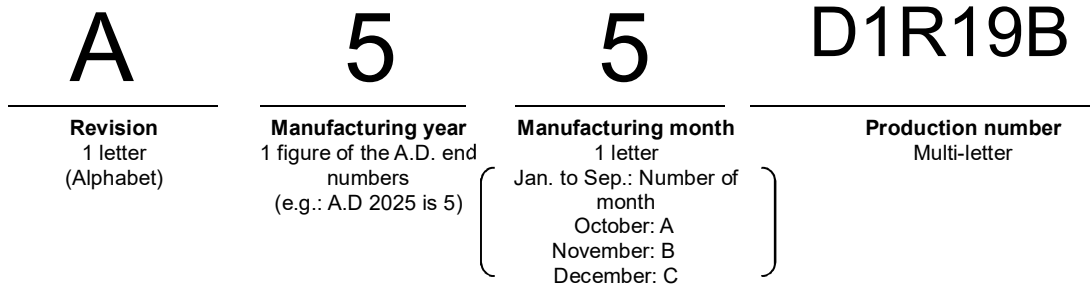 A 5 5 D1R19B
Revision
1 letter
(Alphabet)
Manufacturing year
1 figure of the A.D. end
numbers
(e.g.: A.D 2025 is 5)
Manufacturing month
1 letter
Jan. to Sep.: Number of
month
October: A
November: B
December: C
Production number
Multi-letter